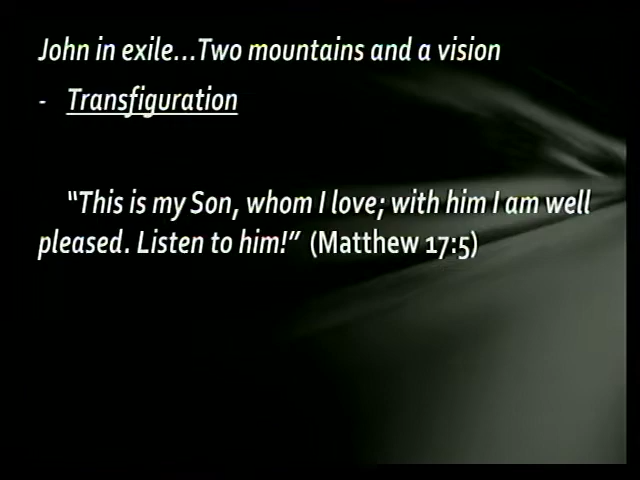 John in exile...Two mountains and a vision
- Transfiguration
“This is my Son, whom I love; with him I am well
pleased. Listen to him!” (Matthew 17:5)